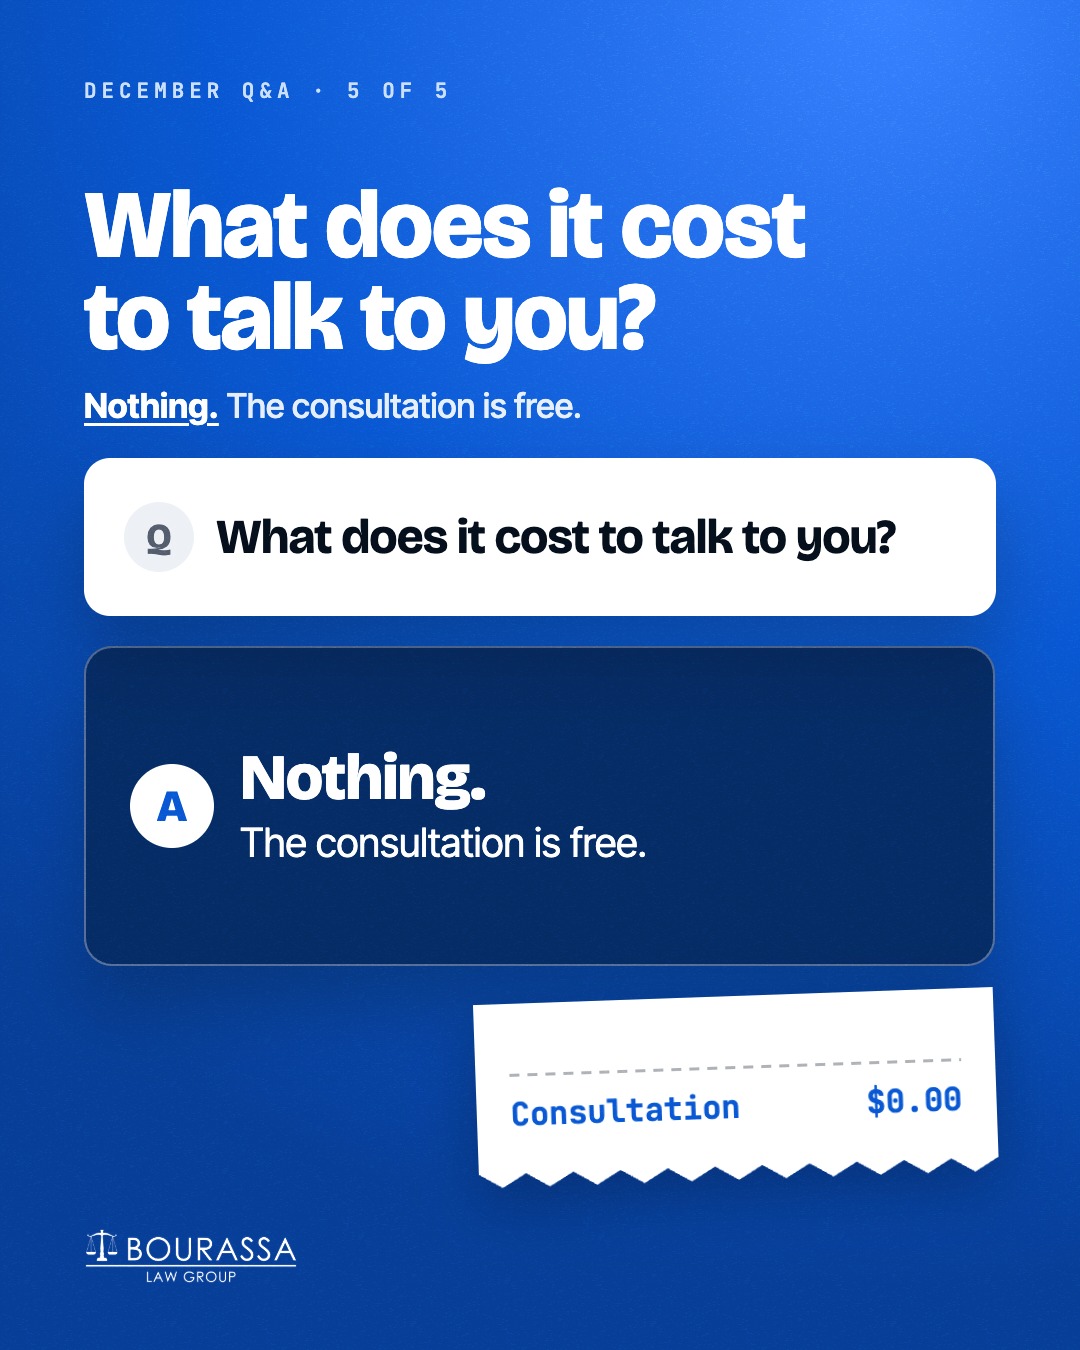 DECEMBER Q&A · 5 OF 5
What does it cost
to talk to you?
Nothing. The consultation is free.
Q What does it cost to talk to you?
A Nothing.
The consultation is free.
Consultation $0.00
BOURASSA
LAW GROUP